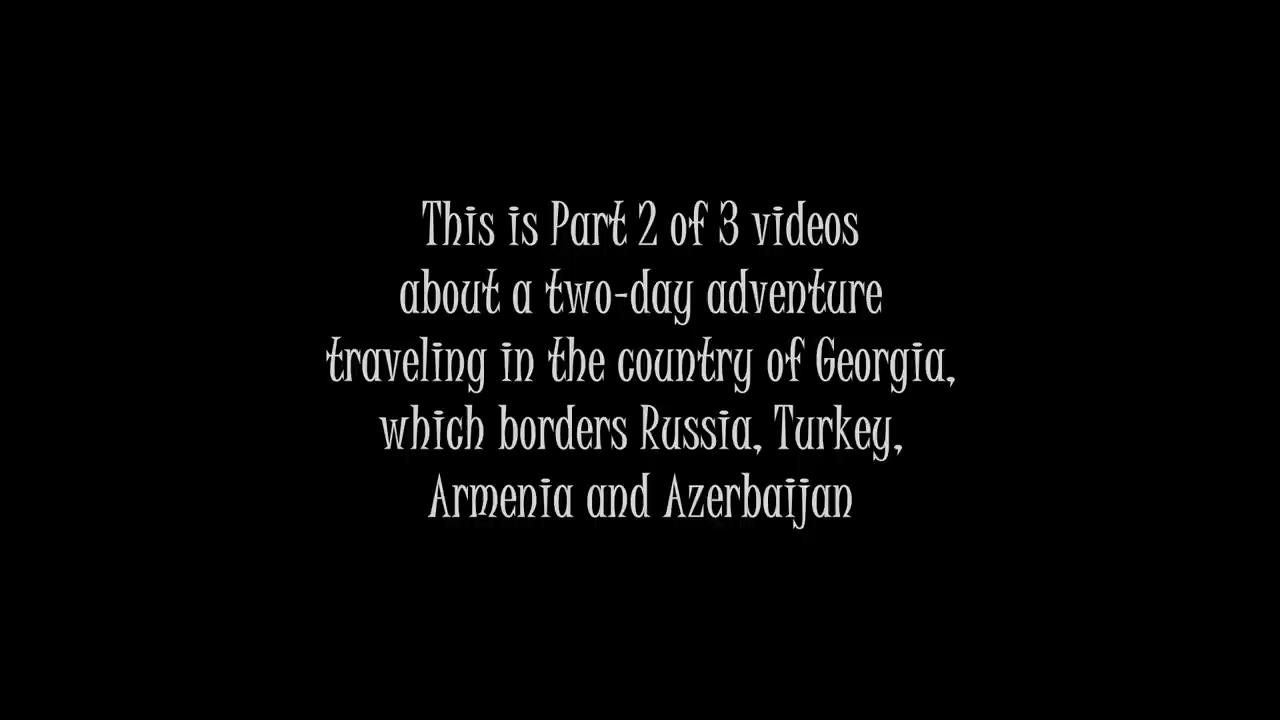 This is Part 2 of 3 videos
about a two-day adventure
traveling in the country of Georgia,
which borders Russia, Turkey,
Armenia and Azerbaijan